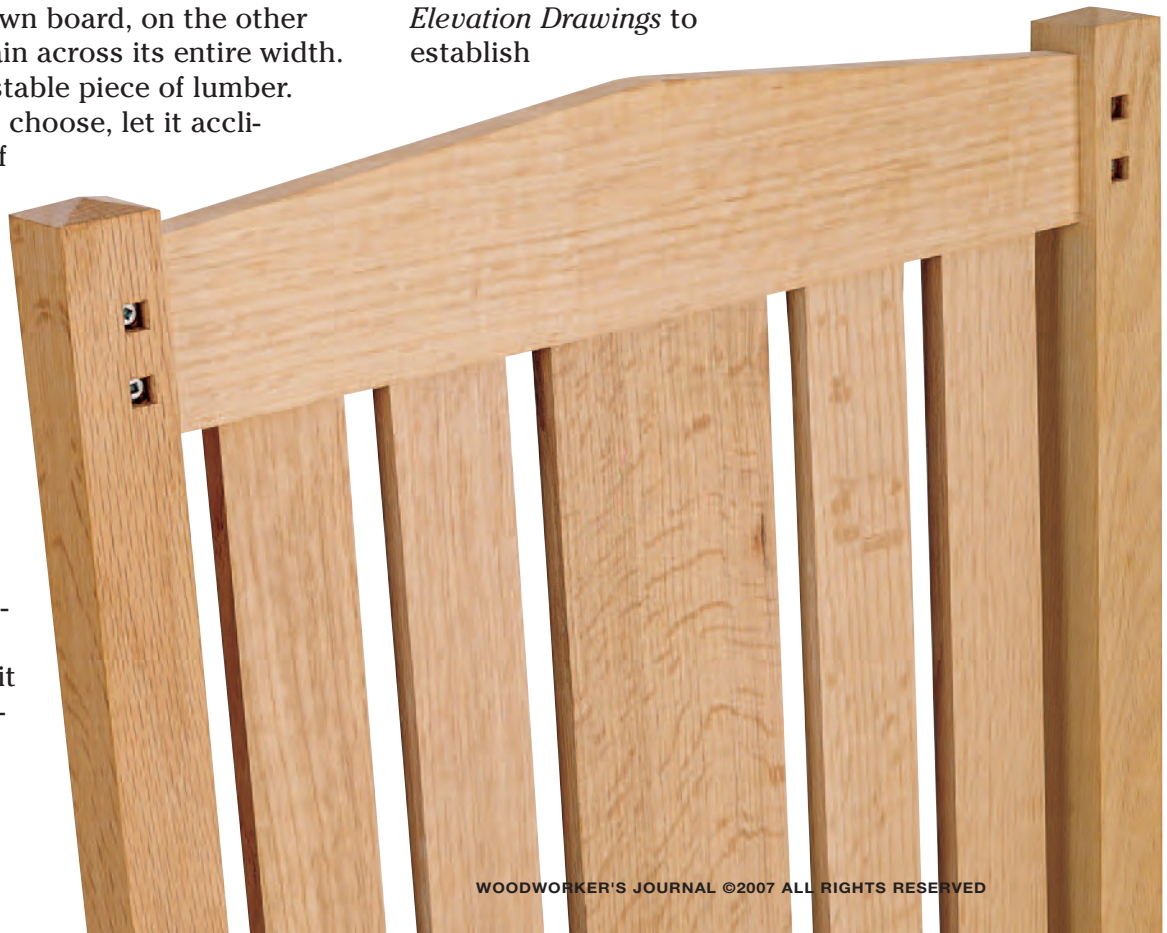 wn board, on the other
ain across its entire width.
stable piece of lumber.
choose, let it accli-
f
-
it
-
Elevation Drawings to
establish
WOODWORKER'S JOURNAL ©2007 ALL RIGHTS RESERVED